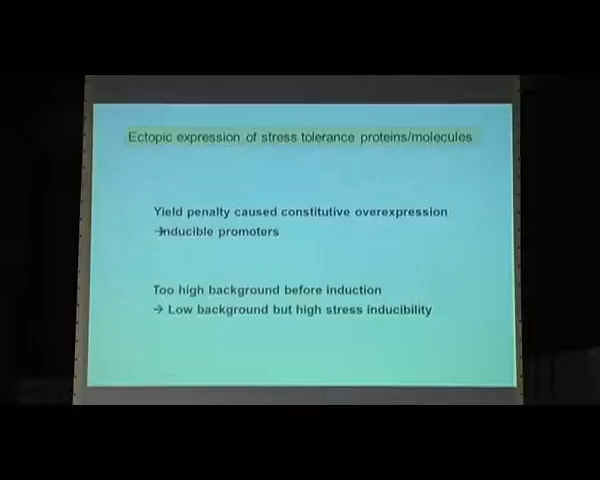 Ectopic expression of stress tolerance proteins/molecules
Yield penalty caused constitutive overexpression
→Inducible promoters
Too high background before induction
→ Low background but high stress inducibility